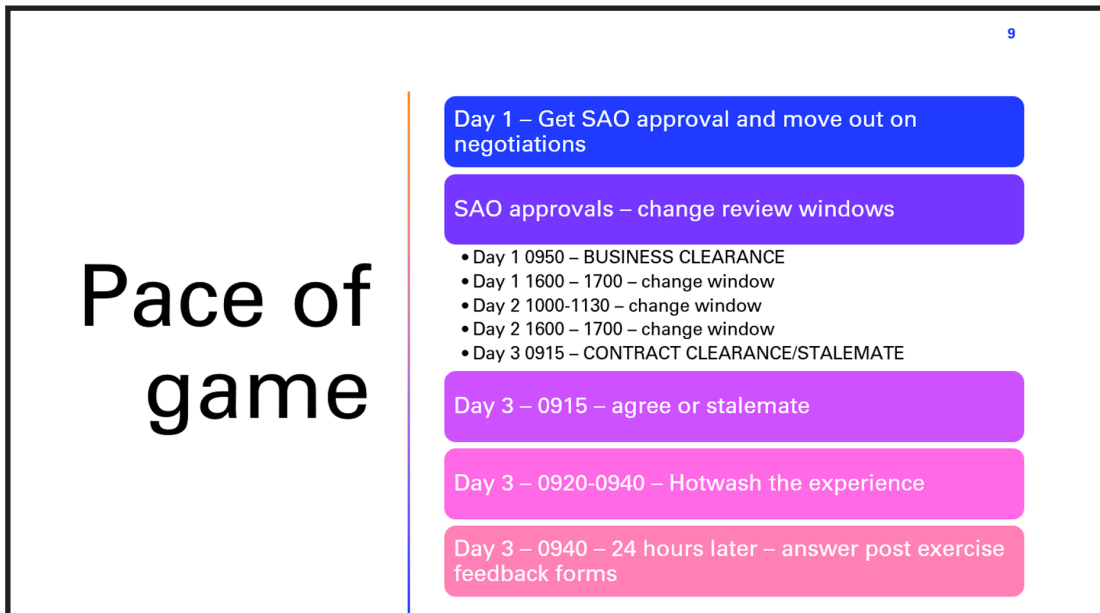 9
Pace of
game
Day 1 – Get SAO approval and move out on
negotiations
SAO approvals – change review windows
• Day 1 0950 – BUSINESS CLEARANCE
• Day 1 1600 – 1700 – change window
• Day 2 1000-1130 – change window
• Day 2 1600 – 1700 – change window
• Day 3 0915 – CONTRACT CLEARANCE/STALEMATE
Day 3 – 0915 – agree or stalemate
Day 3 – 0920-0940 – Hotwash the experience
Day 3 – 0940 – 24 hours later – answer post exercise
feedback forms